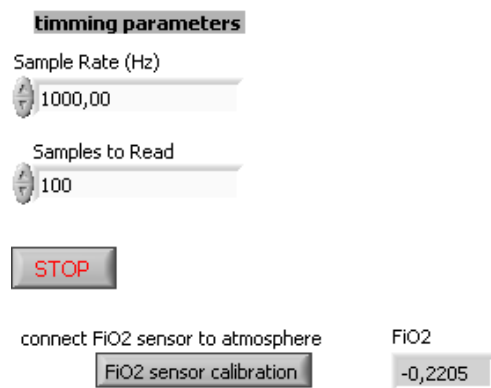 timming parameters
Sample Rate (Hz)
1000,00
Samples to Read
100
STOP
connect FiO2 sensor to atmosphere
FiO2 sensor calibration
FiO2
-0,2205